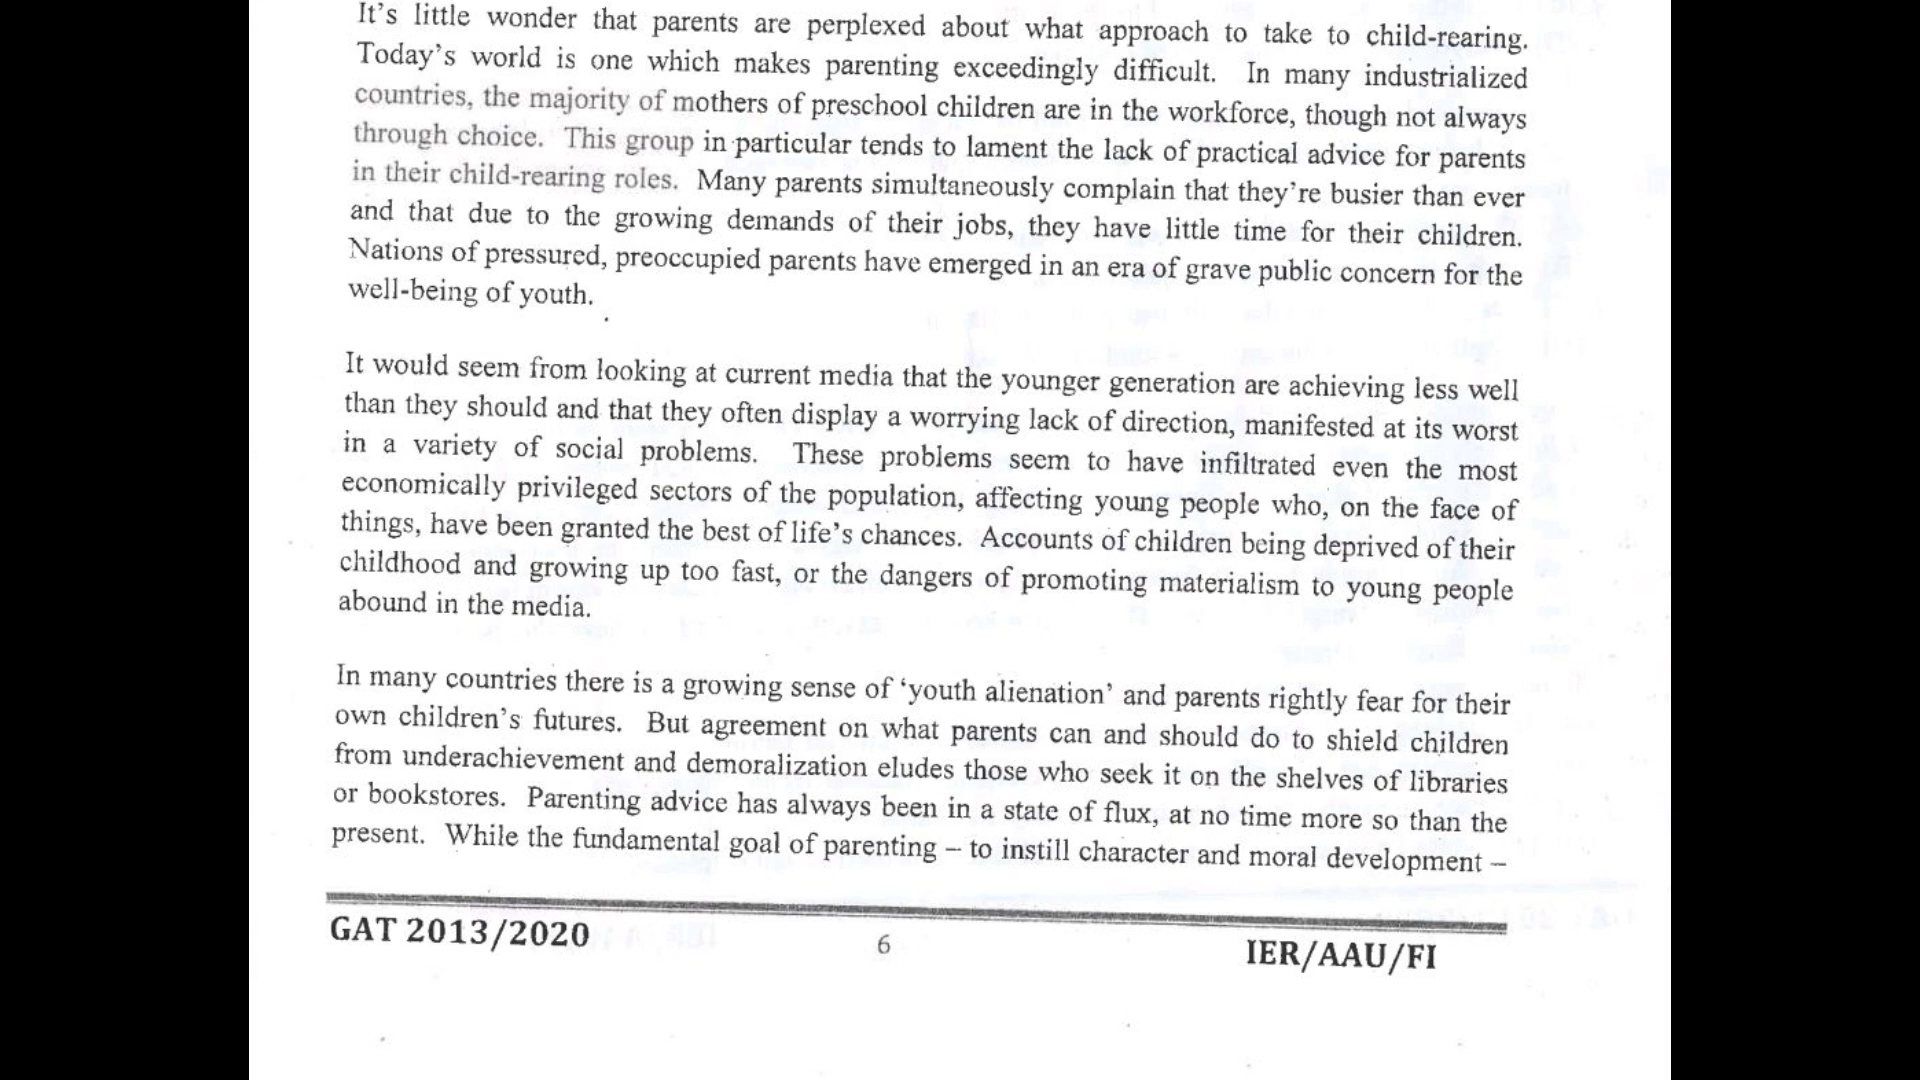 It's little wonder that parents are perplexed about what approach to take to child-rearing.
Today's world is one which makes parenting exceedingly difficult. In many industrialized
countries, the majority of mothers of preschool children are in the workforce, though not always
through choice. This group in particular tends to lament the lack of practical advice for parents
in their child-rearing roles. Many parents simultaneously complain that they're busier than ever
and that due to the growing demands of their jobs, they have little time for their children.
Nations of pressured, preoccupied parents have emerged in an era of grave public concern for the
well-being of youth.
It would seem from looking at current media that the younger generation are achieving less well
than they should and that they often display a worrying lack of direction, manifested at its worst
in a variety of social problems. These problems seem to have infiltrated even the most
economically privileged sectors of the population, affecting young people who, on the face of
things, have been granted the best of life's chances. Accounts of children being deprived of their
childhood and growing up too fast, or the dangers of promoting materialism to young people
abound in the media.
In many countries there is a growing sense of 'youth alienation' and parents rightly fear for their
own children's futures. But agreement on what parents can and should do to shield children
from underachievement and demoralization eludes those who seek it on the shelves of libraries
or bookstores. Parenting advice has always been in a state of flux, at no time more so than the
present. While the fundamental goal of parenting – to instill character and moral development –
GAT 2013/2020
6
IER/AAU/FI